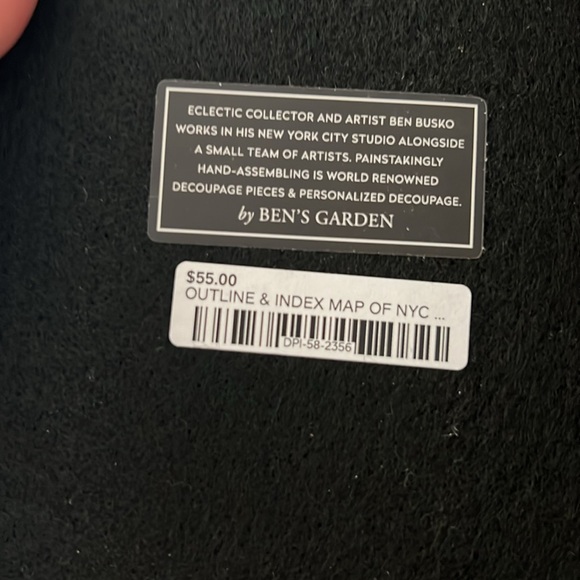 ECLECTIC COLLECTOR AND ARTIST BEN BUSKO
WORKS IN HIS NEW YORK CITY STUDIO ALONGSIDE
A SMALL TEAM OF ARTISTS. PAINSTAKINGLY
HAND-ASSEMBLING IS WORLD RENOWNED
DECOUPAGE PIECES & PERSONALIZED DECOUPAGE.
by BEN'S GARDEN
$55.00
OUTLINE & INDEX MAP OF NYC ...
DPI-58-2356